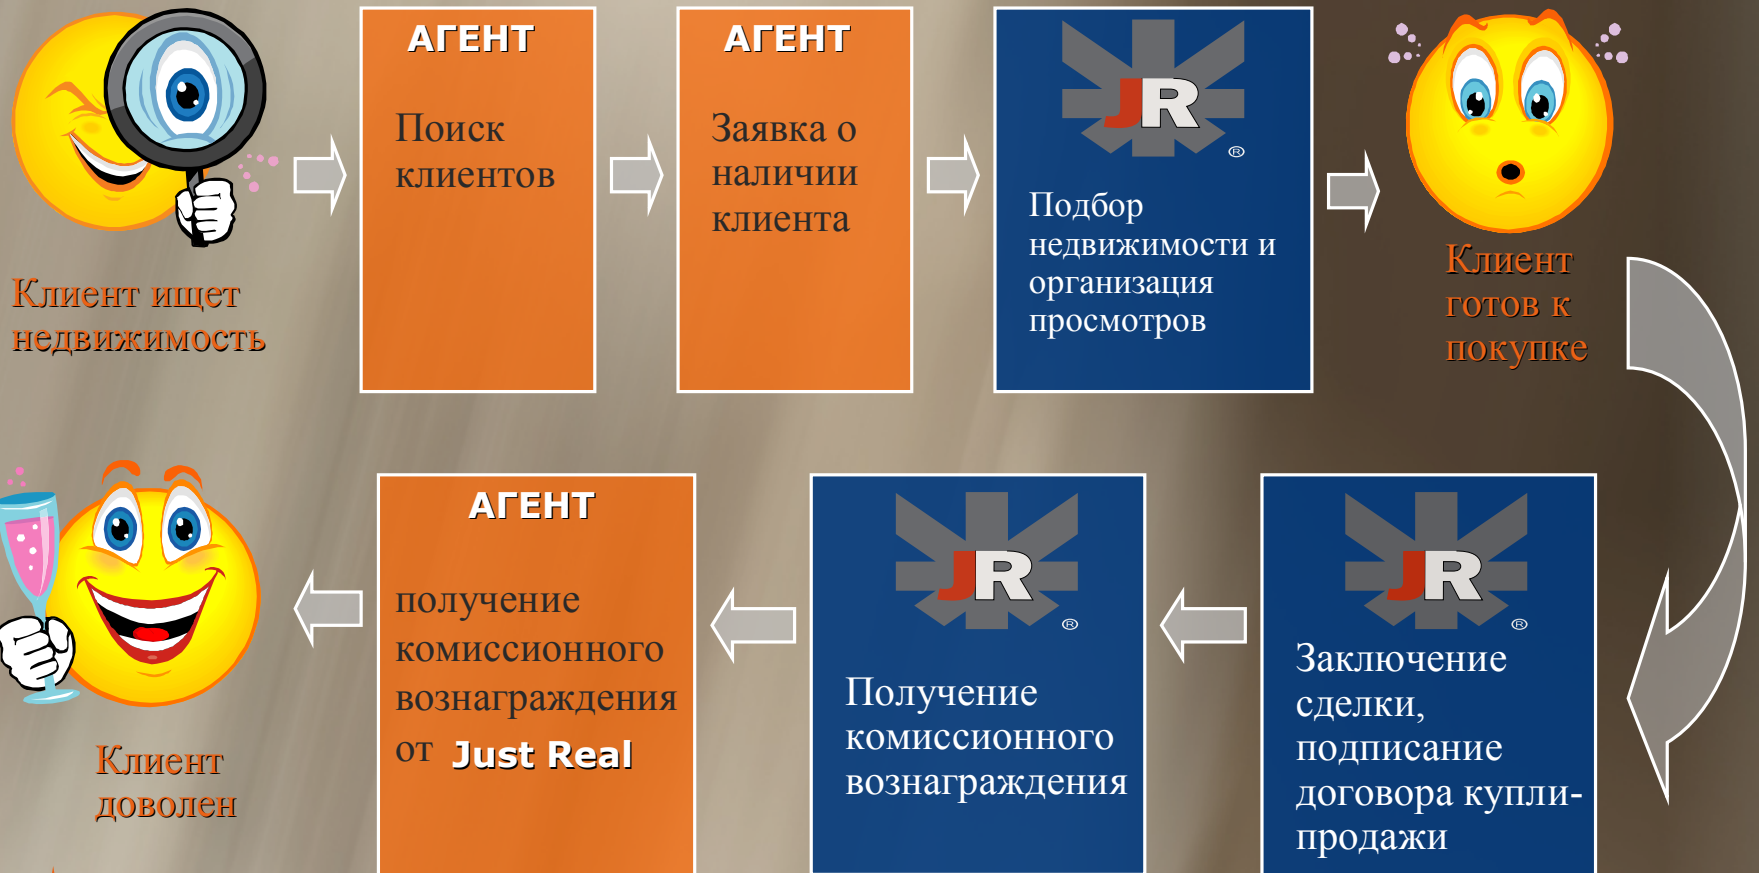 Клиент ищет
недвижимость
АГЕНТ
Поиск
клиентов
АГЕНТ
Заявка о
наличии
клиента
JR
®
Подбор
недвижимости и
организация
просмотров
Клиент
готов к
покупке
JR
®
Заключение
сделки,
подписание
договора купли-
продажи
JR
®
Получение
комиссионного
вознаграждения
АГЕНТ
получение
комиссионного
вознаграждения
от Just Real
Клиент
доволен